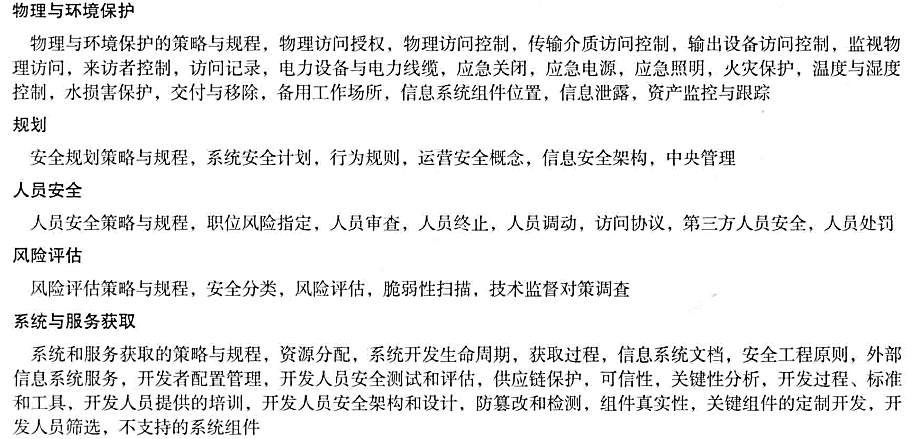 物理与环境保护
物理与环境保护的策略与规程，物理访问授权，物理访问控制，传输介质访问控制，输出设备访问控制，监视物
理访问，来访者控制，访问记录，电力设备与电力线缆，应急关闭，应急电源，应急照明，火灾保护，温度与湿度
控制，水损害保护，交付与移除，备用工作场所，信息系统组件位置，信息泄露，资产监控与跟踪
规划
安全规划策略与规程，系统安全计划，行为规则，运营安全概念，信息安全架构，中央管理
人员安全
人员安全策略与规程，职位风险指定，人员审查，人员终止，人员调动，访问协议，第三方人员安全，人员处罚
风险评估
风险评估策略与规程，安全分类，风险评估，脆弱性扫描，技术监督对策调查
系统与服务获取
系统和服务获取的策略与规程，资源分配，系统开发生命周期，获取过程，信息系统文档，安全工程原则，外部
信息系统服务，开发者配置管理，开发人员安全测试和评估，供应链保护，可信性，关键性分析，开发过程、标准
和工具，开发人员提供的培训，开发人员安全架构和设计，防篡改和检测，组件真实性，关键组件的定制开发，开
发人员筛选，不支持的系统组件